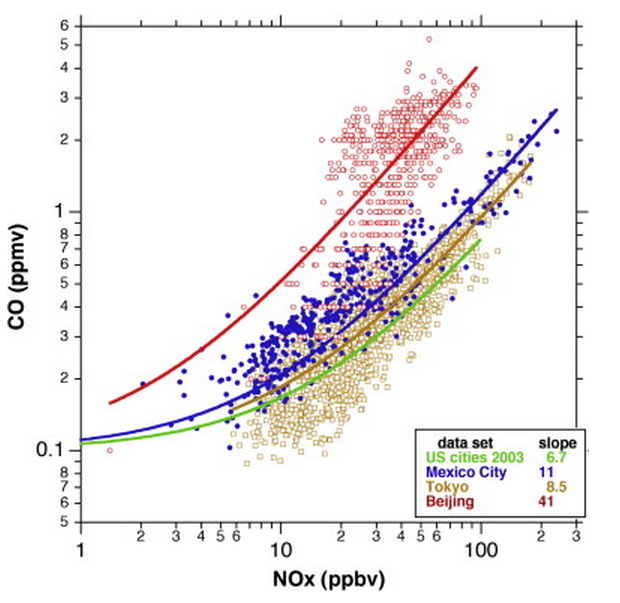 6
5
4
3
2
1
8
7
6
5
4
3
2
0.1
8
7
6
5
CO (ppmv)
data set slope
US cities 2003 6.7
Mexico City 11
Tokyo 8.5
Beijing 41
1 2 3 4 5 6 10 2 3 4 5 6 100 2 3
NOx (ppbv)